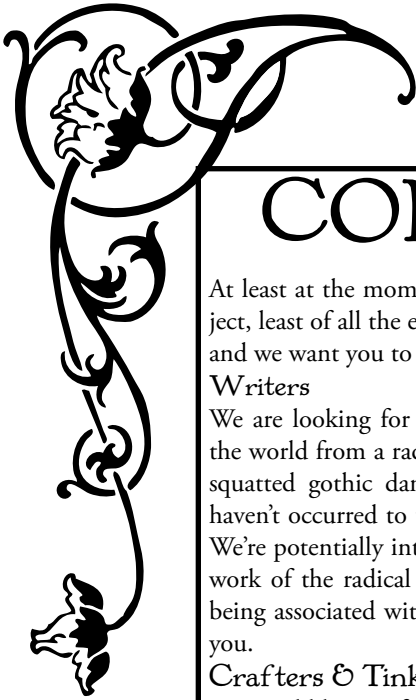 CO
At least at the mom
ject, least of all the e
and we want you to
Writers
We are looking for
the world from a rad
squatted gothic dan
haven't occurred to
We're potentially int
work of the radical
being associated wit
you.
Crafters & Tink